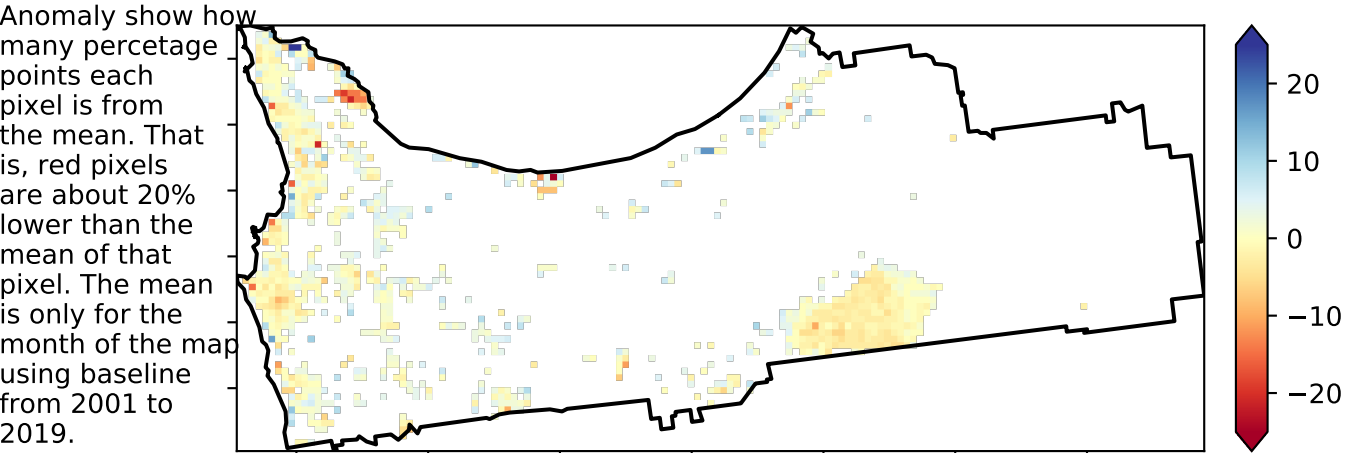 Anomaly show how
many percetage
points each
pixel is from
the mean. That
is, red pixels
are about 20%
lower than the
mean of that
pixel. The mean
is only for the
month of the map
using baseline
from 2001 to
2019.
20
10
0
−10
−20